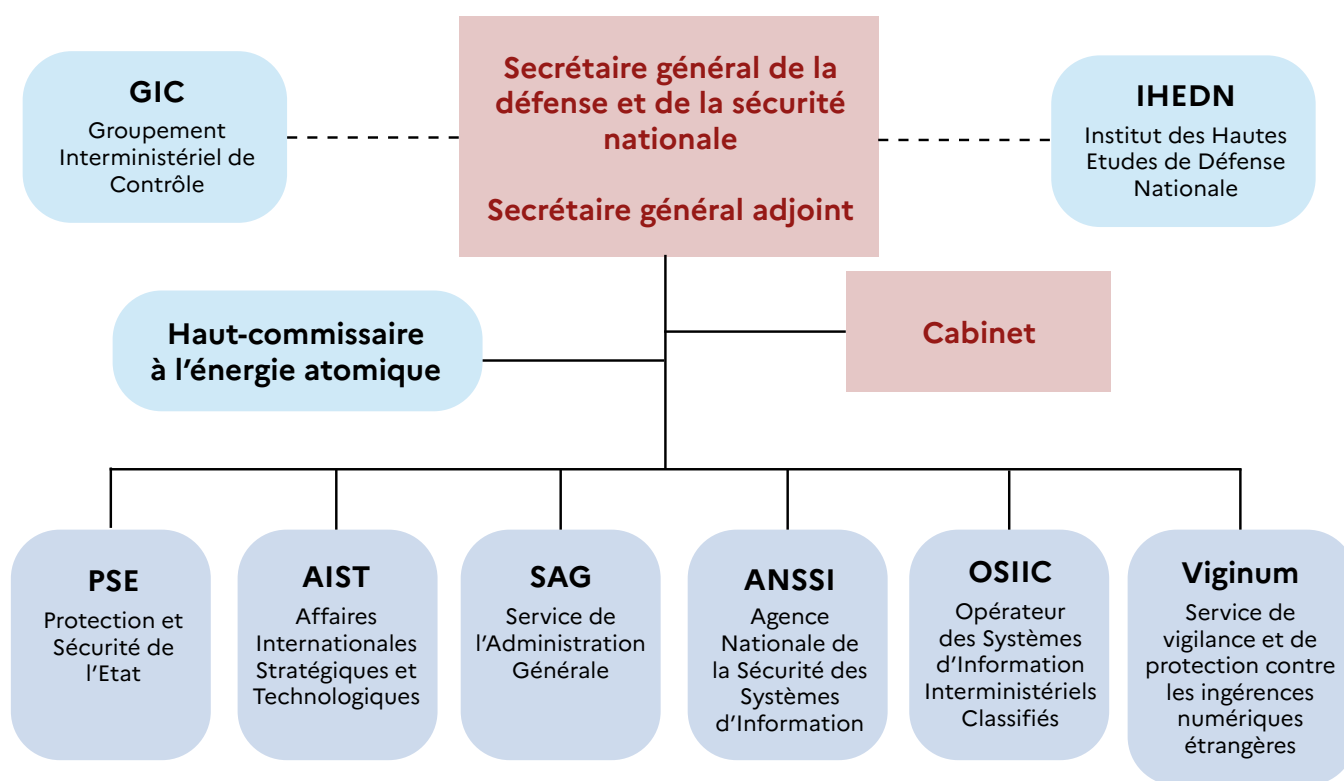 GIC
Groupement
Interministériel de
Contrôle
Secrétaire général de la
défense et de la sécurité
nationale
Secrétaire général adjoint
IHEDN
Institut des Hautes
Etudes de Défense
Nationale
Haut-commissaire
à l'énergie atomique
Cabinet
PSE
Protection et
Sécurité de
l'Etat
AIST
Affaires
Internationales
Stratégiques et
Technologiques
SAG
Service de
l'Administration
Générale
ANSSI
Agence
Nationale de
la Sécurité des
Systèmes
d'Information
OSIIC
Opérateur
des Systèmes
d'Information
Interministériels
Classifiés
Viginum
Service de
vigilance et de
protection contre
les ingérences
numériques
étrangères